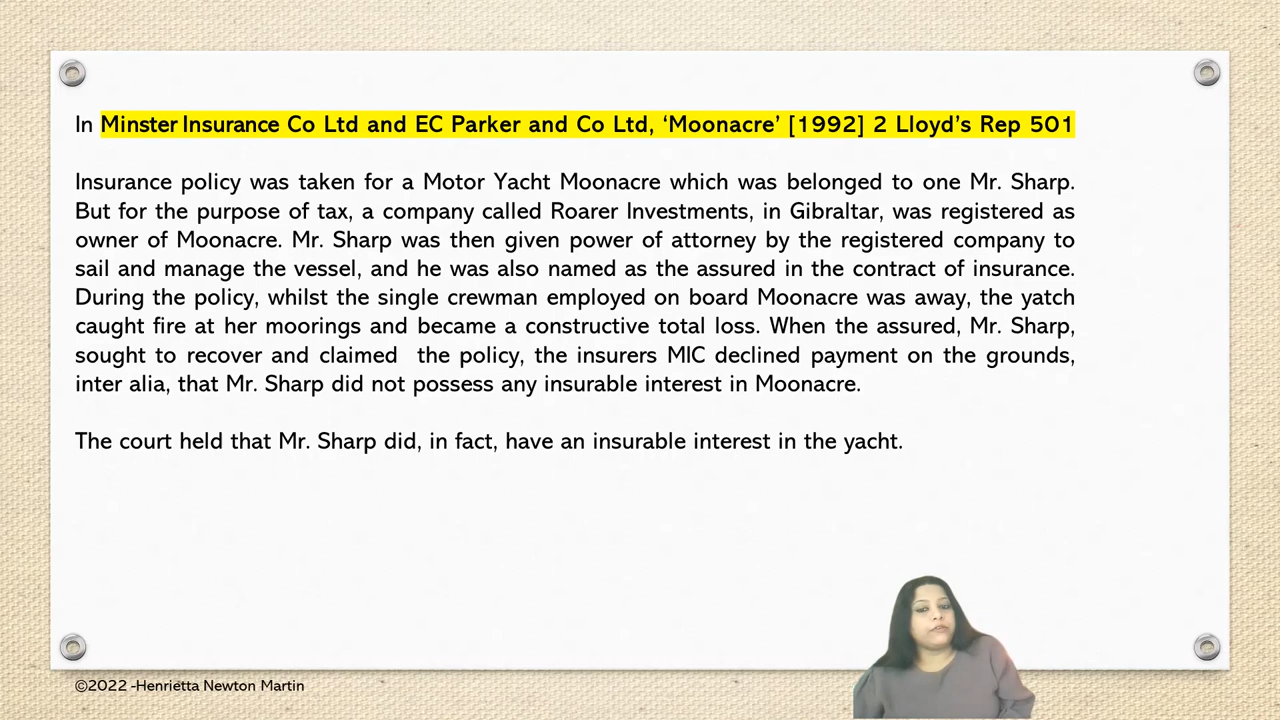 In Minster Insurance Co Ltd and EC Parker and Co Ltd, ‘Moonacre’ [1992] 2 Lloyd’s Rep 501
Insurance policy was taken for a Motor Yacht Moonacre which was belonged to one Mr. Sharp.
But for the purpose of tax, a company called Roarer Investments, in Gibraltar, was registered as
owner of Moonacre. Mr. Sharp was then given power of attorney by the registered company to
sail and manage the vessel, and he was also named as the assured in the contract of insurance.
During the policy, whilst the single crewman employed on board Moonacre was away, the yatch
caught fire at her moorings and became a constructive total loss. When the assured, Mr. Sharp,
sought to recover and claimed the policy, the insurers MIC declined payment on the grounds,
inter alia, that Mr. Sharp did not possess any insurable interest in Moonacre.
The court held that Mr. Sharp did, in fact, have an insurable interest in the yacht.
©2022 -Henrietta Newton Martin